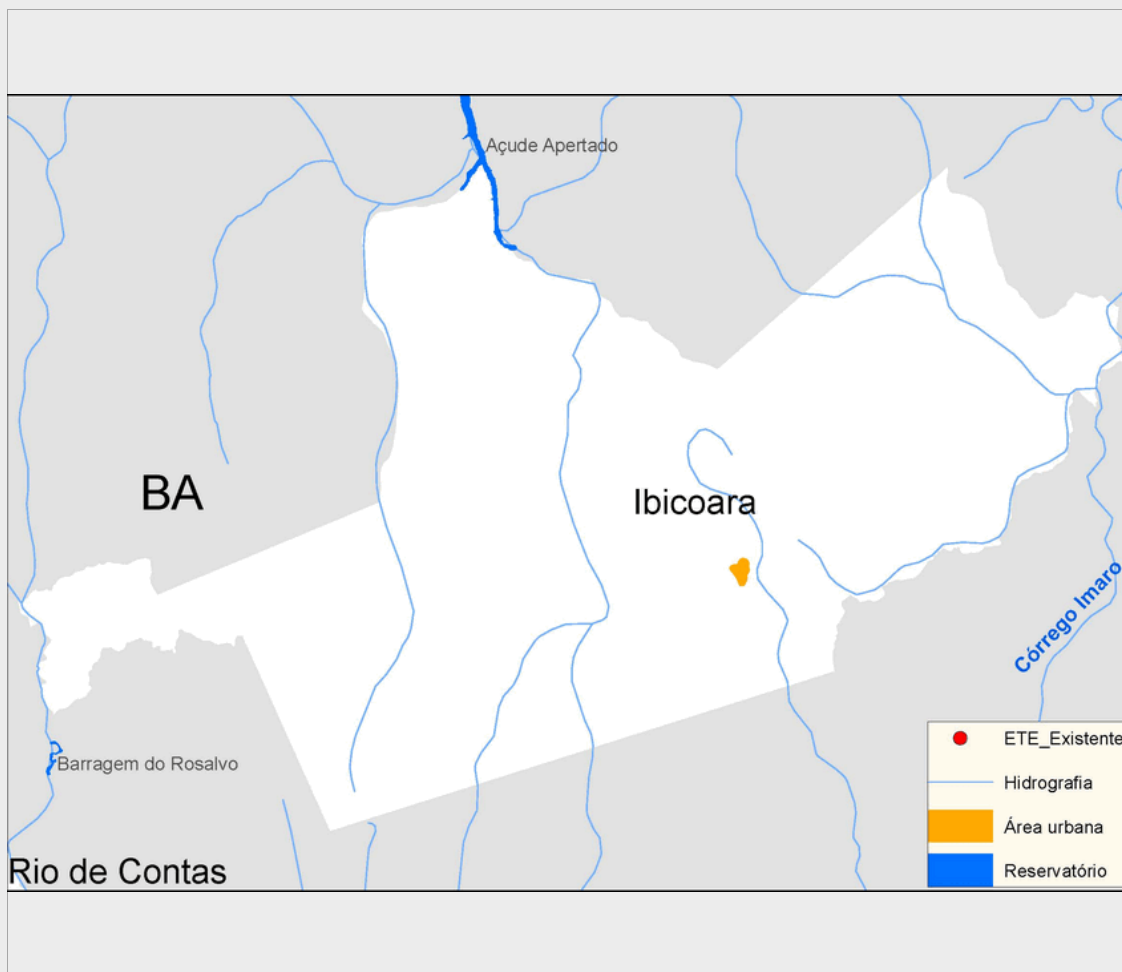 Açude Apertado
BA
Ibicoara
Córrego Imaro
Barragem do Rosalvo
Rio de Contas
ETE_Existente
Hidrografia
Área urbana
Reservatório